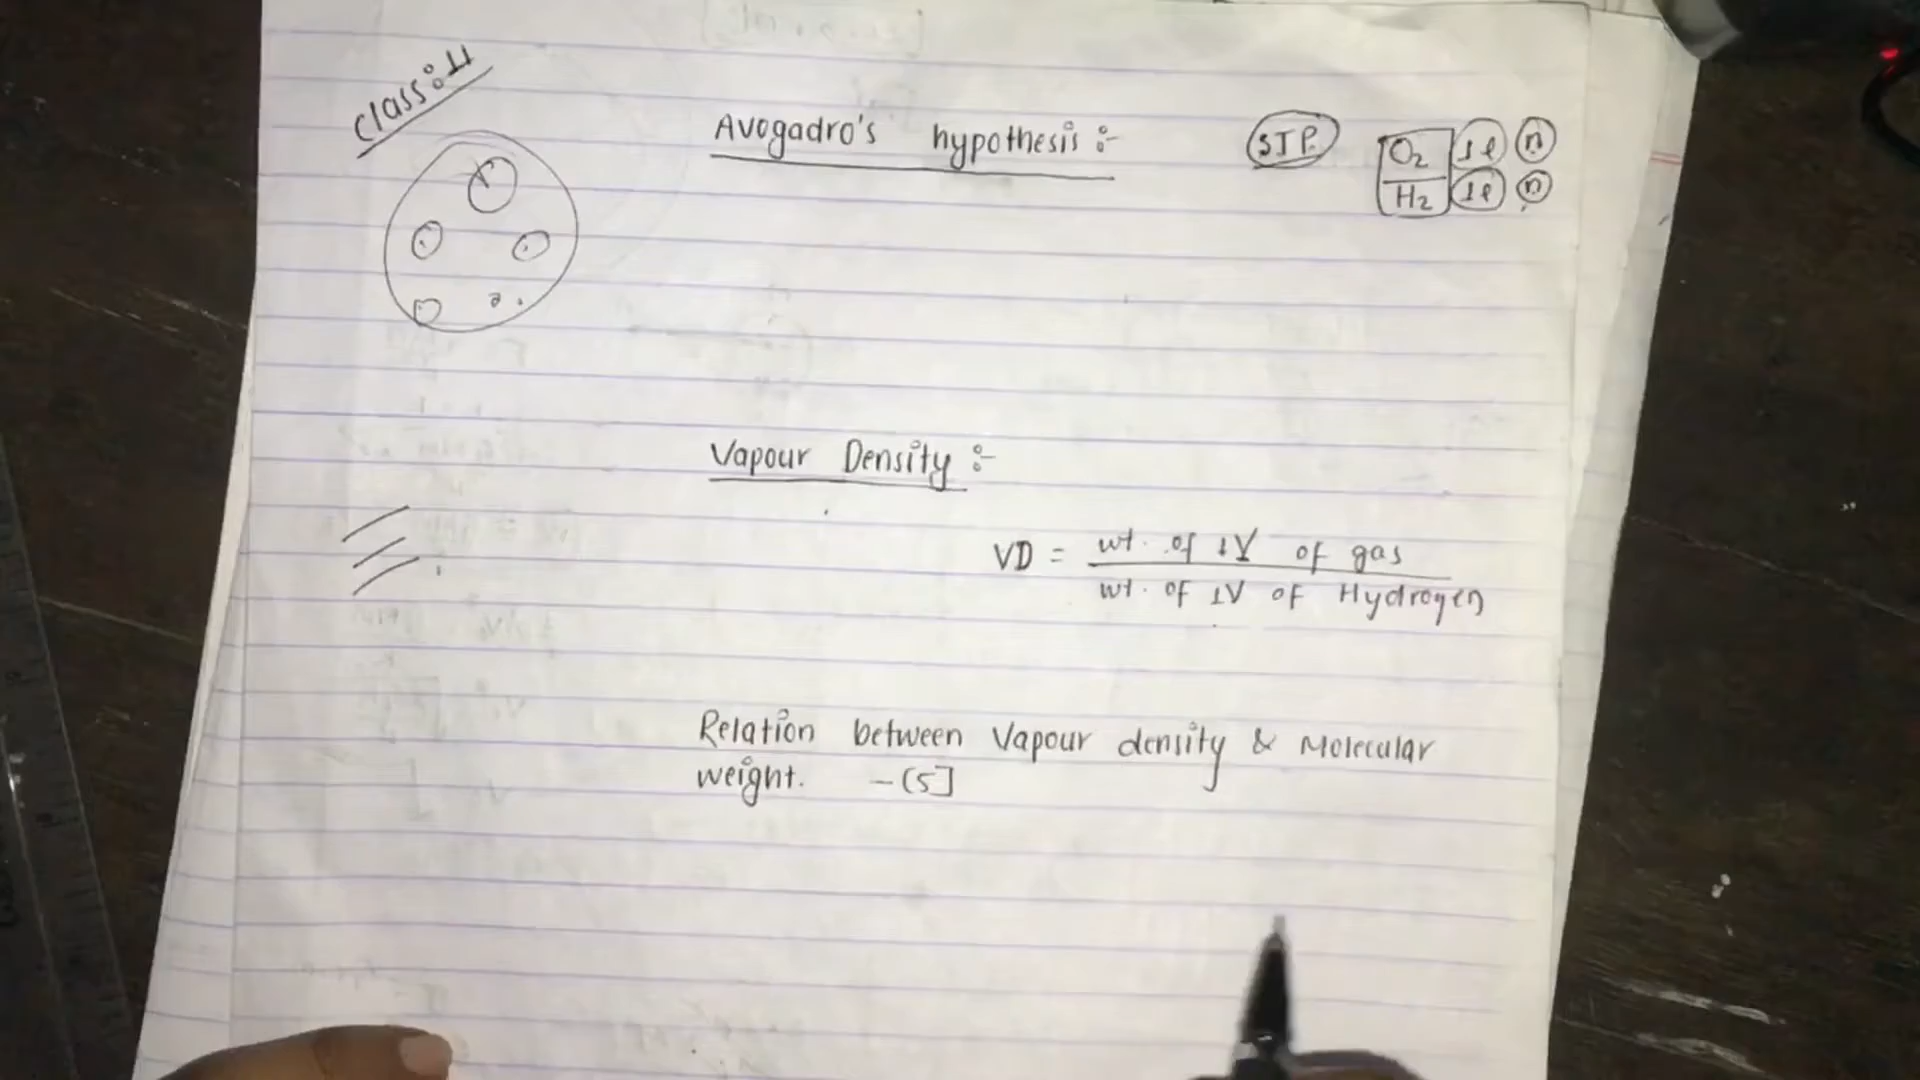 Class:11
Avogadro's hypothesis :-
STP.
O2 1l n
H2 1l n
Vapour Density :-
VD = wt. of 1V of gas
wt. of 1V of Hydrogen
Relation between Vapour density & Molecular
weight. -(5]